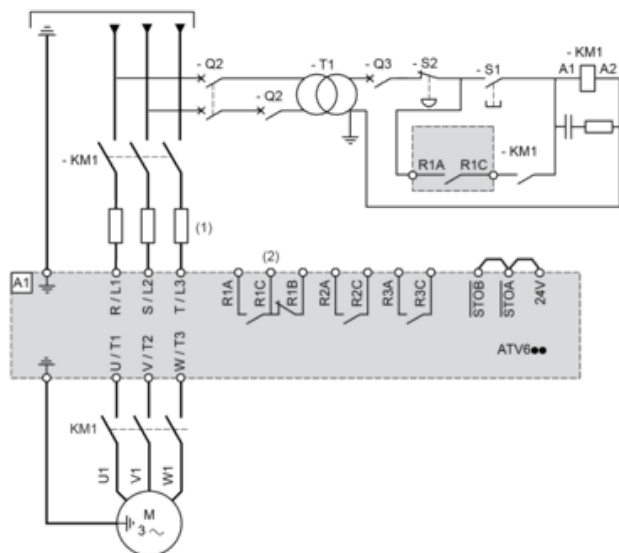 - Q2
- T1
- Q3
- S2
- S1
- KM1
A1
A2
- Q2
- KM1
R1A
R1C
- KM1
(1)
(2)
A1
R / L1
S / L2
T / L3
R1A
R1C
R1B
R2A
R2C
R3A
R3C
STOB
STOA
24V
U / T1
V / T2
W / T3
ATV6●●
KM1
U1
V1
W1
M
3 ~